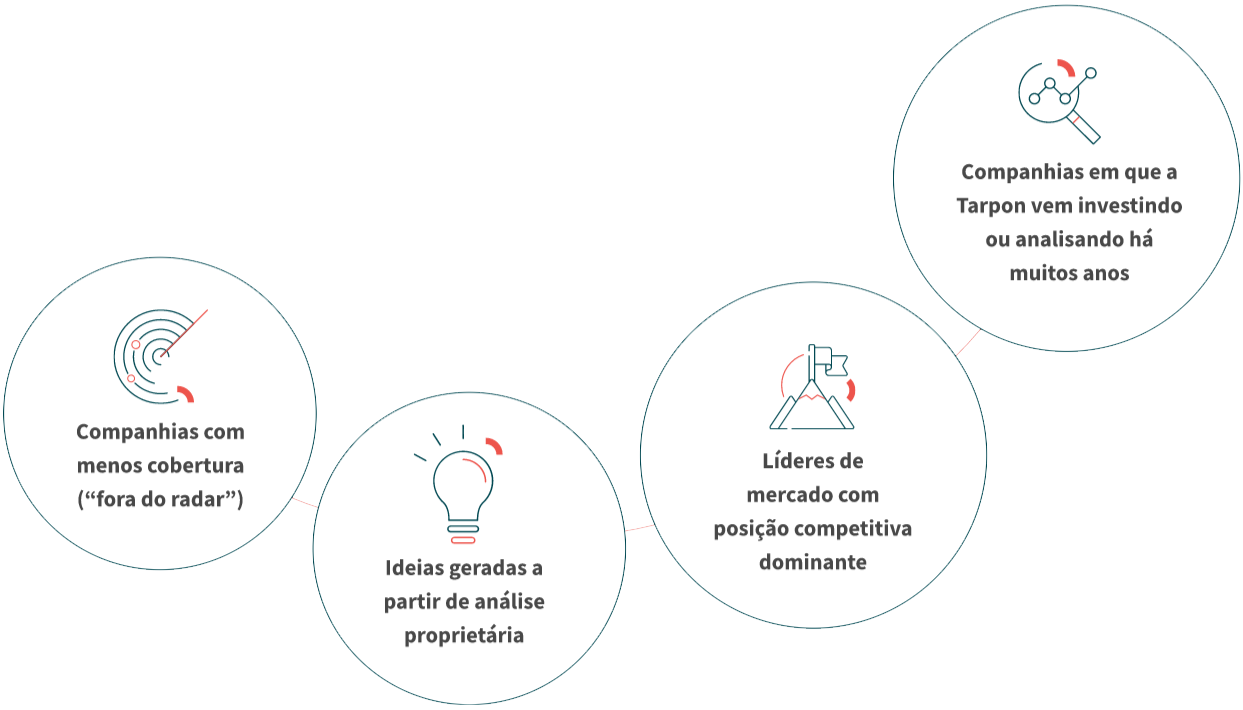 Companhias com
menos cobertura
(“fora do radar”)
Ideias geradas a
partir de análise
proprietária
Líderes de
mercado com
posição competitiva
dominante
Companhias em que a
Tarpon vem investindo
ou analisando há
muitos anos